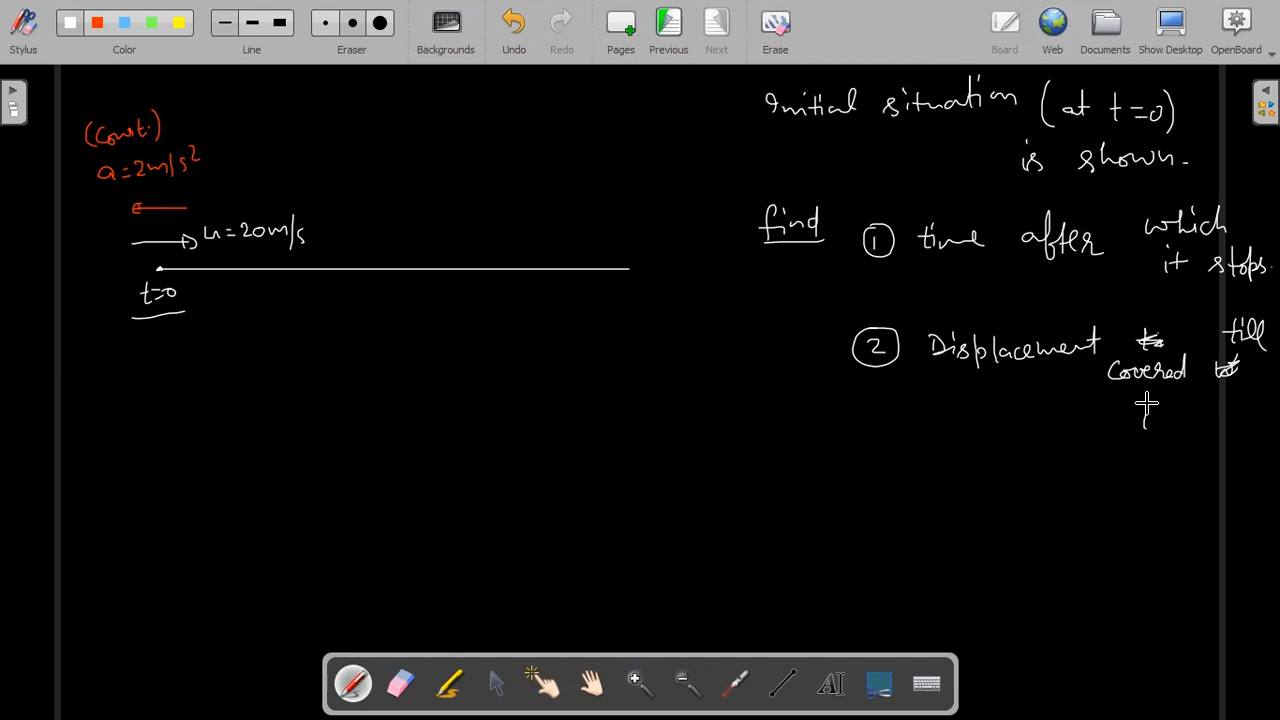 Stylus
Color
Line
Eraser
Backgrounds
Undo
Redo
Pages
Previous
Next
Erase
Board
Web
Documents
Show Desktop
OpenBoard
(Const.)
a = 2m/s²
u = 20m/s
t=0
Initial situation (at t=0)
is shown.
find ① time after which
it stops.
② Displacement till
covered